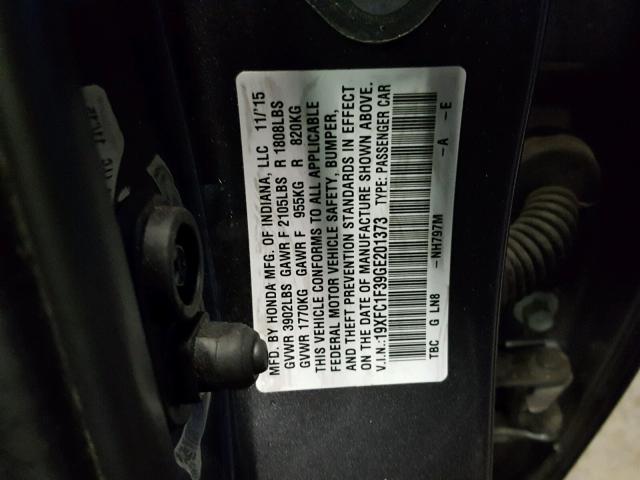 MFD. BY HONDA MFG. OF INDIANA, LLC 11/'15
GVWR 3902LBS GAWR F 2105LBS R 1808LBS
GVWR 1770KG GAWR F 955KG R 820KG
THIS VEHICLE CONFORMS TO ALL APPLICABLE
FEDERAL MOTOR VEHICLE SAFETY, BUMPER,
AND THEFT PREVENTION STANDARDS IN EFFECT
ON THE DATE OF MANUFACTURE SHOWN ABOVE.
V.I.N.:19XFC1F39GE201373 TYPE: PASSENGER CAR
TBC G LN8 -NH797M -A -E